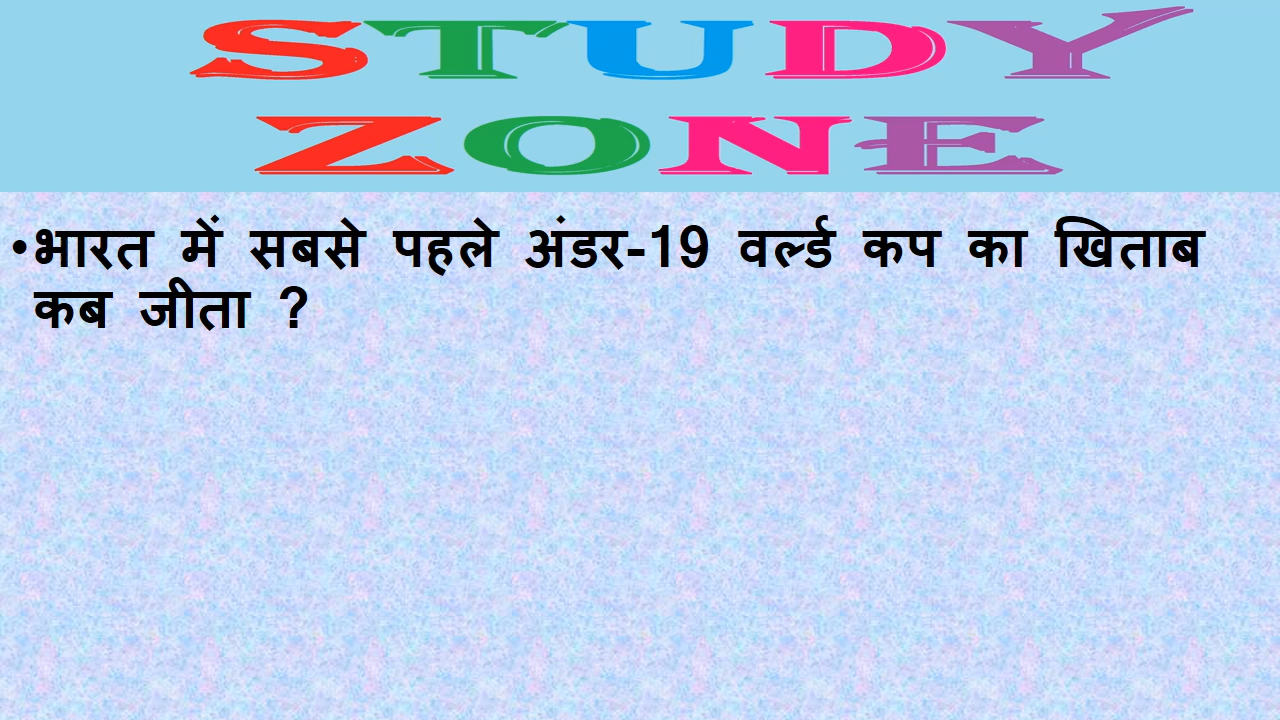 STUDY
ZONE
•भारत में सबसे पहले अंडर-19 वर्ल्ड कप का खिताब
कब जीता ?